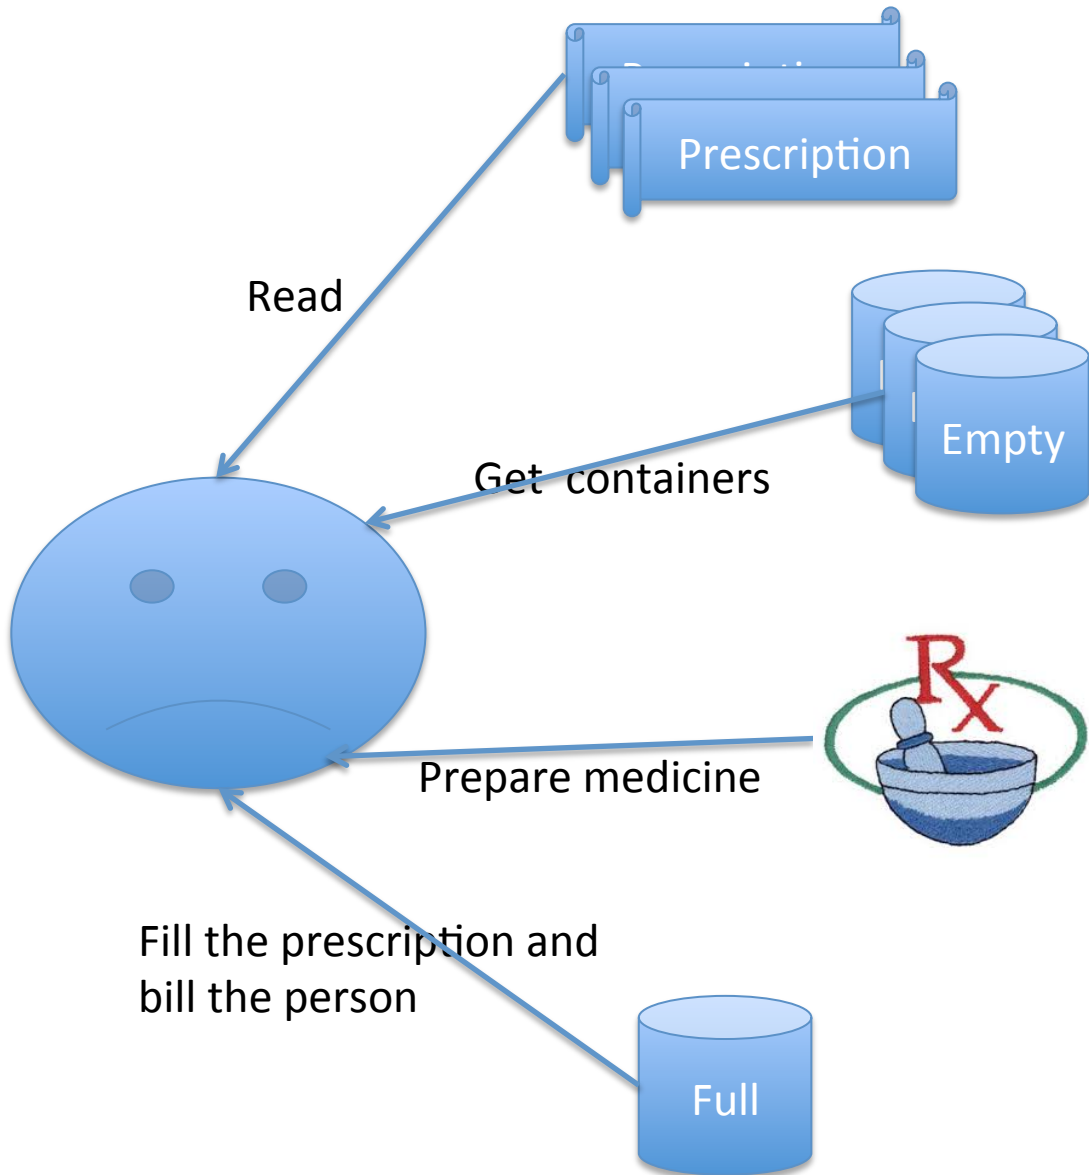 Prescription
Read
Empty
Get  containers
Rx
Prepare medicine
Fill the prescription and
bill the person
Full